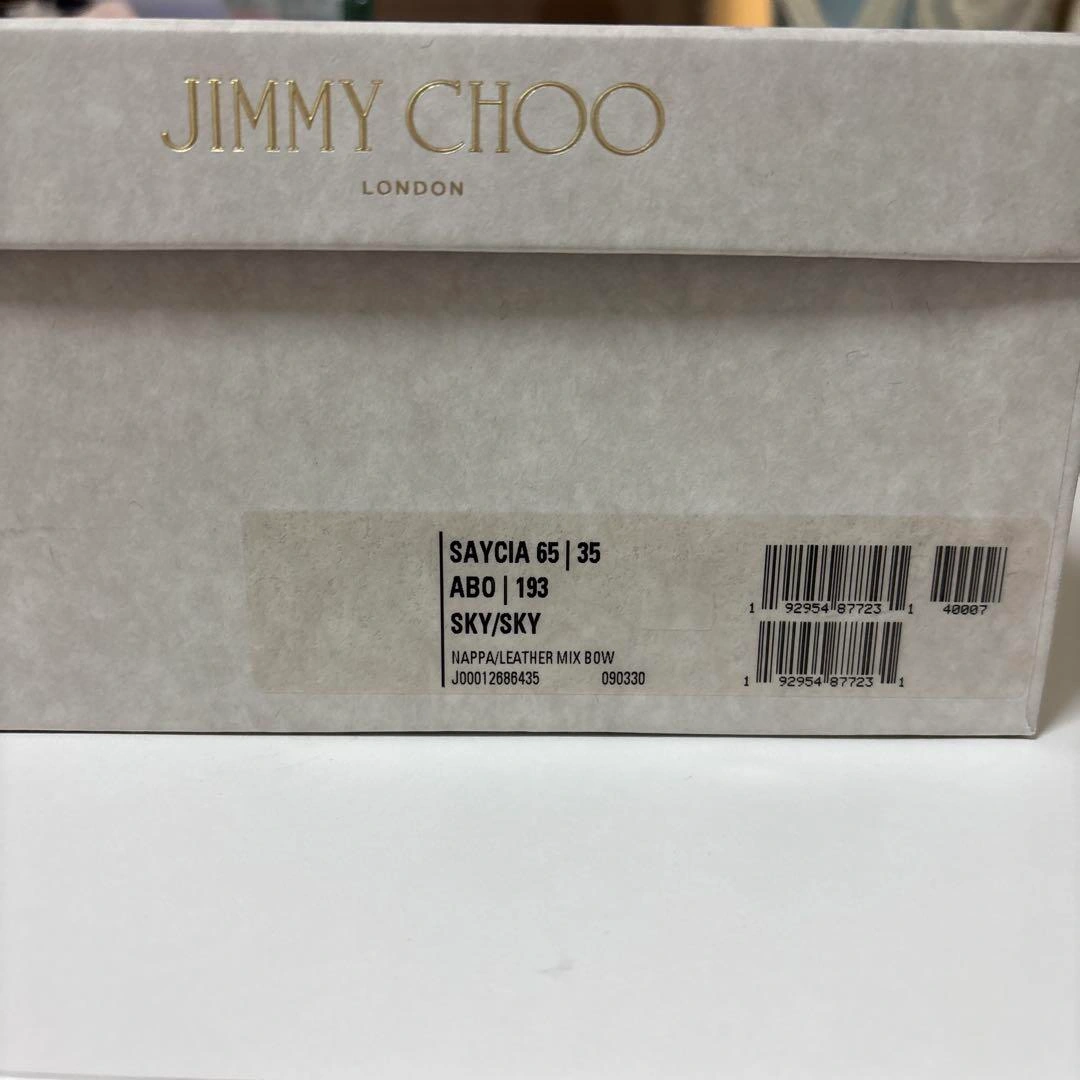 JIMMY CHOO
LONDON
SAYCIA 65 | 35
ABO | 193
SKY/SKY
NAPPA/LEATHER MIX BOW
J00012686435 090330
1 92954 87723 1 40007
1 92954 87723 1